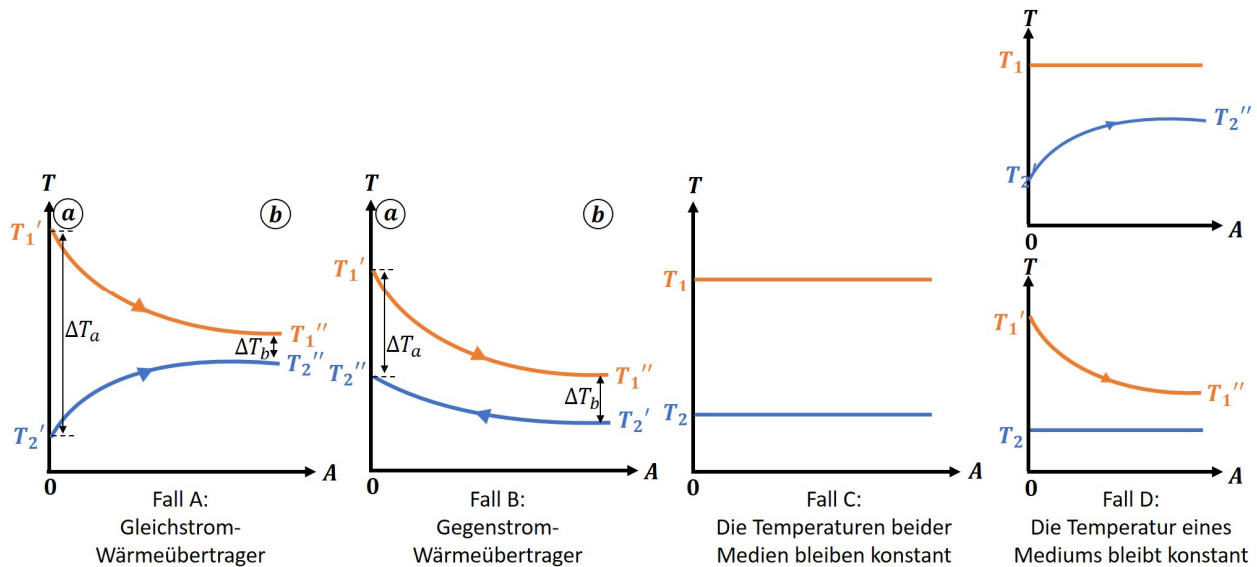 T
a
b
T₁′
ΔTₐ
T₁′′
ΔT_b
T₂′′
T₂′
0
A
Fall A:
Gleichstrom-
Wärmeübertrager
T
a
b
T₁′
ΔTₐ
T₂′′
T₁′′
ΔT_b
T₂′
0
A
Fall B:
Gegenstrom-
Wärmeübertrager
T
T₁
T₂
0
A
Fall C:
Die Temperaturen beider
Medien bleiben konstant
T
T₁
T₂′′
T₂′
0
A
T
T₁′
T₁′′
T₂
0
A
Fall D:
Die Temperatur eines
Mediums bleibt konstant